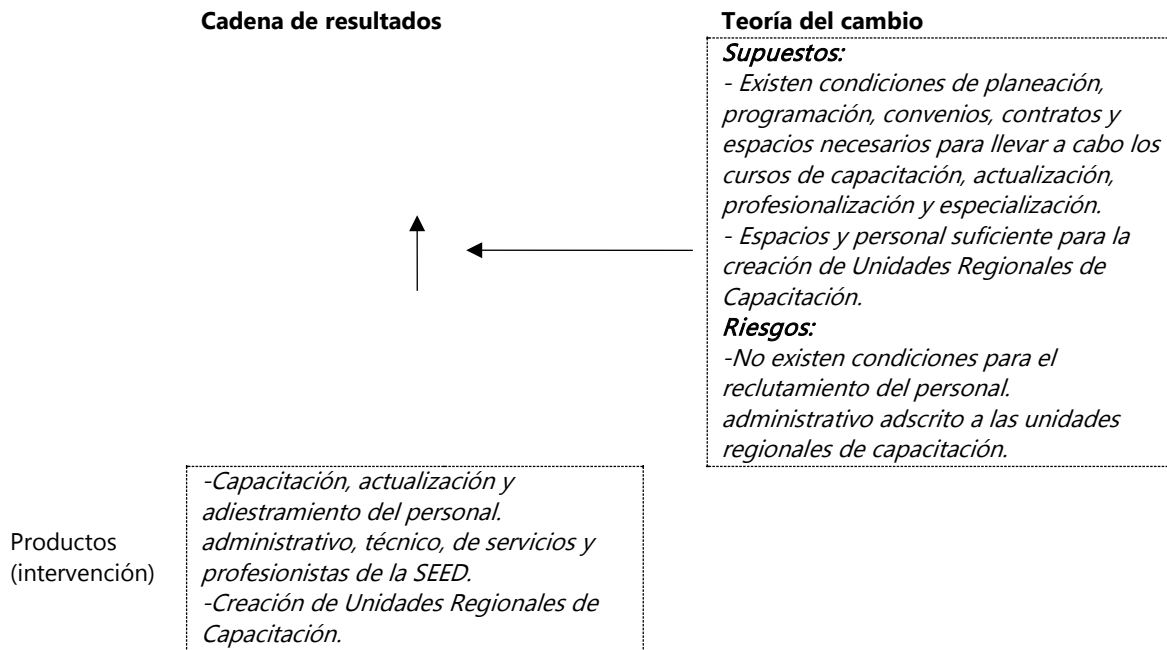 Cadena de resultados
Teoría del cambio
Supuestos:
- Existen condiciones de planeación,
programación, convenios, contratos y
espacios necesarios para llevar a cabo los
cursos de capacitación, actualización,
profesionalización y especialización.
- Espacios y personal suficiente para la
creación de Unidades Regionales de
Capacitación.
Riesgos:
-No existen condiciones para el
reclutamiento del personal.
administrativo adscrito a las unidades
regionales de capacitación.
Productos
(intervención)
-Capacitación, actualización y
adiestramiento del personal.
administrativo, técnico, de servicios y
profesionistas de la SEED.
-Creación de Unidades Regionales de
Capacitación.